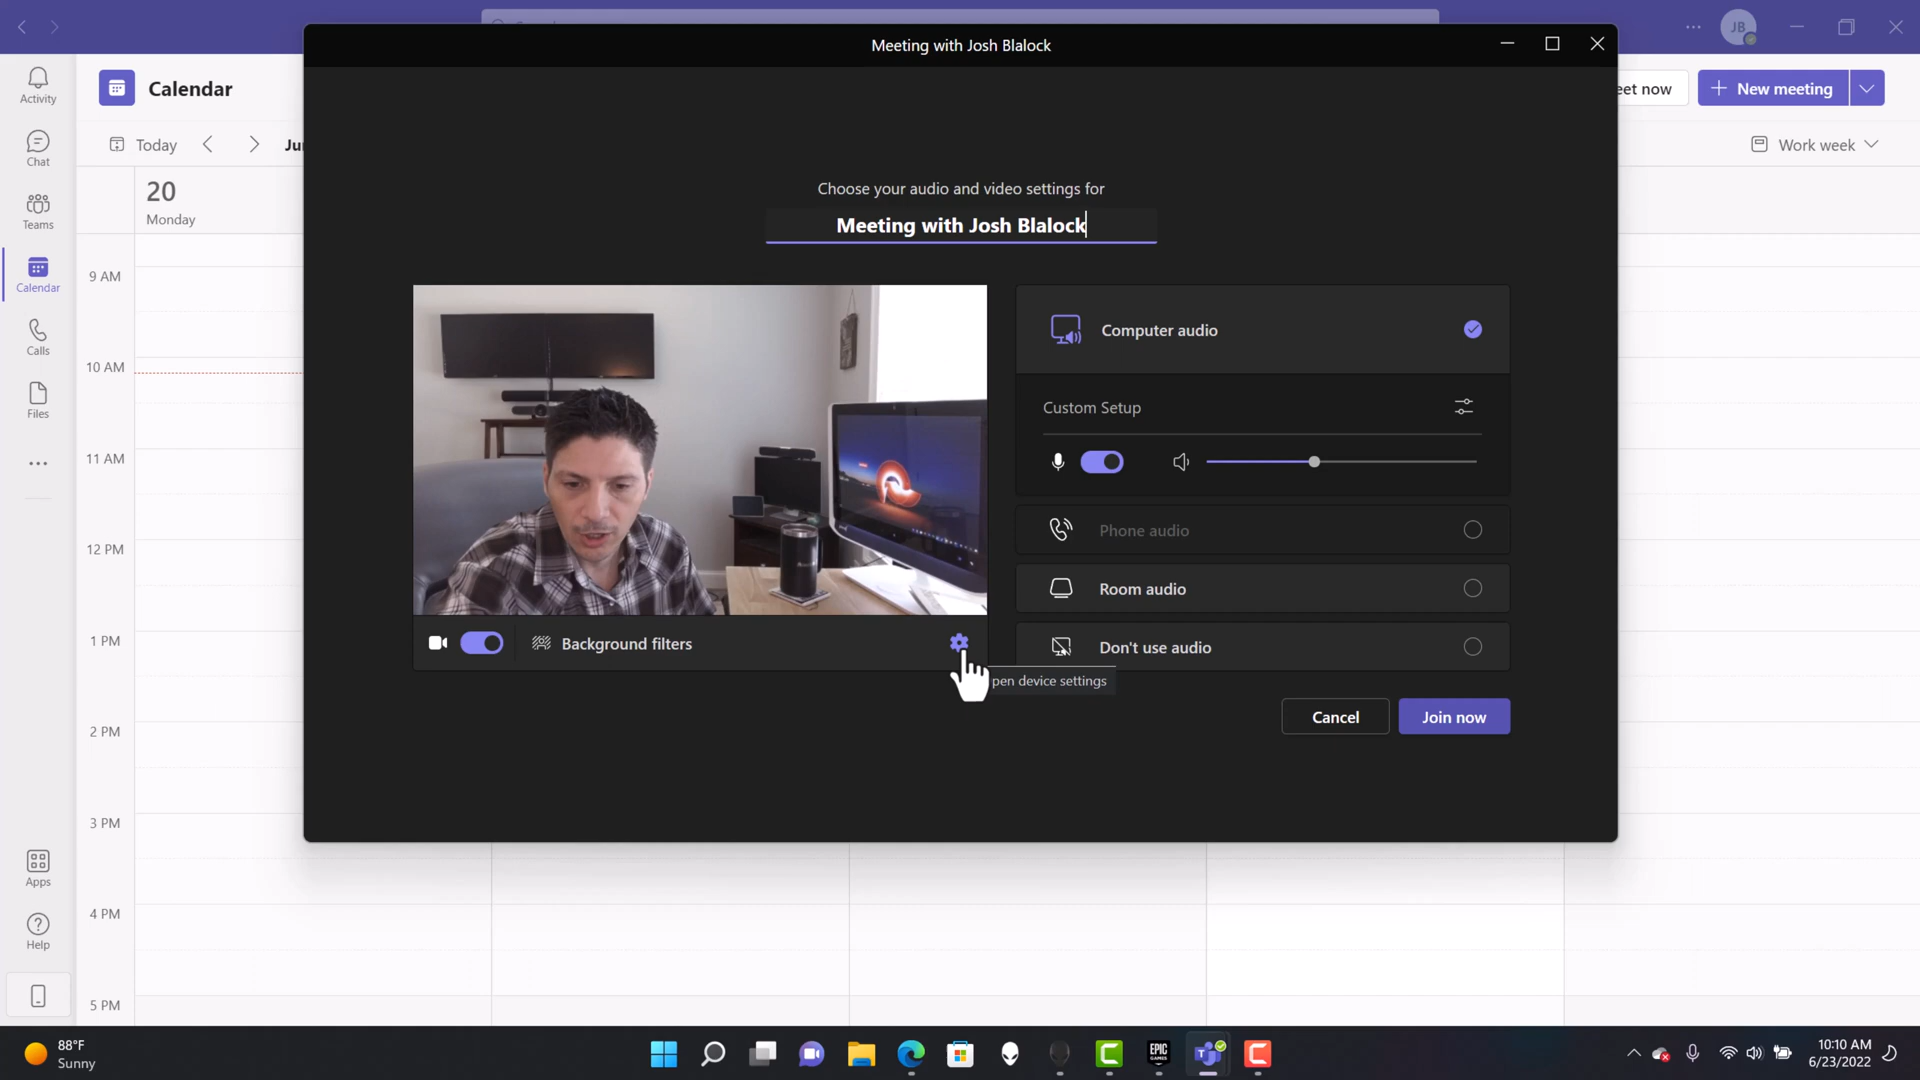 JB
Meeting with Josh Blalock
Activity
Calendar
eet now
New meeting
Chat
Today
Work week
20
Monday
Teams
Choose your audio and video settings for
Meeting with Josh Blalock
Calendar
9 AM
Calls
Computer audio
10 AM
Files
Custom Setup
11 AM
Phone audio
12 PM
Room audio
1 PM
Background filters
Don't use audio
pen device settings
Cancel
Join now
2 PM
3 PM
Apps
4 PM
Help
5 PM
88°F
Sunny
EPIC
GAMES
10:10 AM
6/23/2022